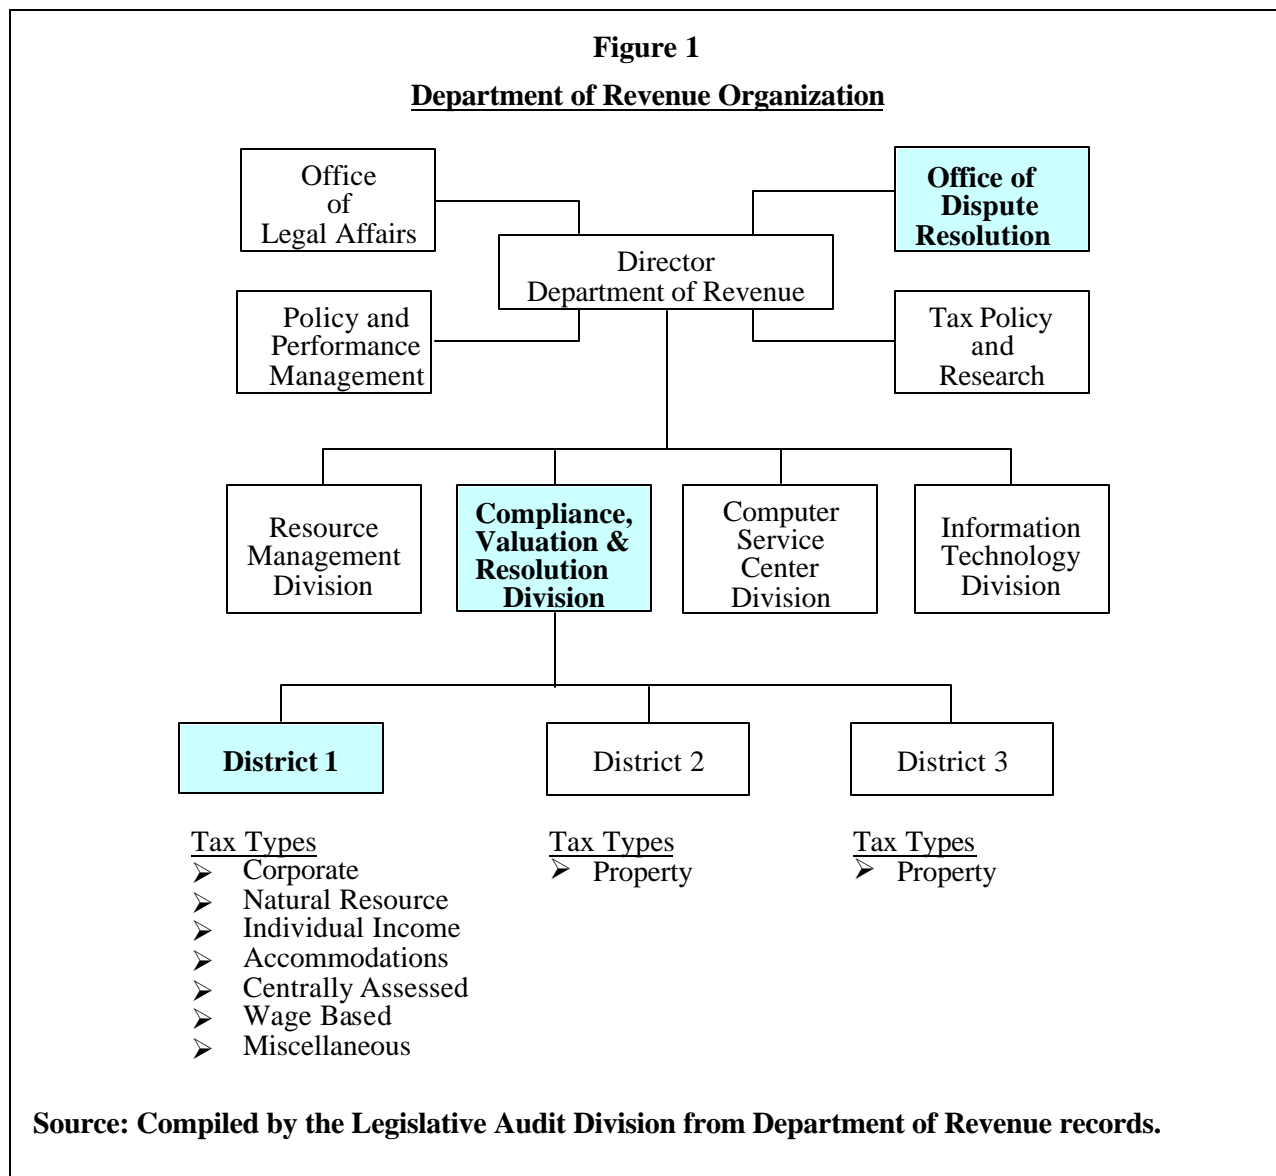 Figure 1
Department of Revenue Organization
Office
of
Legal Affairs
Office of
Dispute
Resolution
Director
Department of Revenue
Policy and
Performance
Management
Tax Policy
and
Research
Resource
Management
Division
Compliance,
Valuation &
Resolution
Division
Computer
Service
Center
Division
Information
Technology
Division
District 1
District 2
District 3
Tax Types
➢ Corporate
➢ Natural Resource
➢ Individual Income
➢ Accommodations
➢ Centrally Assessed
➢ Wage Based
➢ Miscellaneous
Tax Types
➢ Property
Tax Types
➢ Property
Source: Compiled by the Legislative Audit Division from Department of Revenue records.